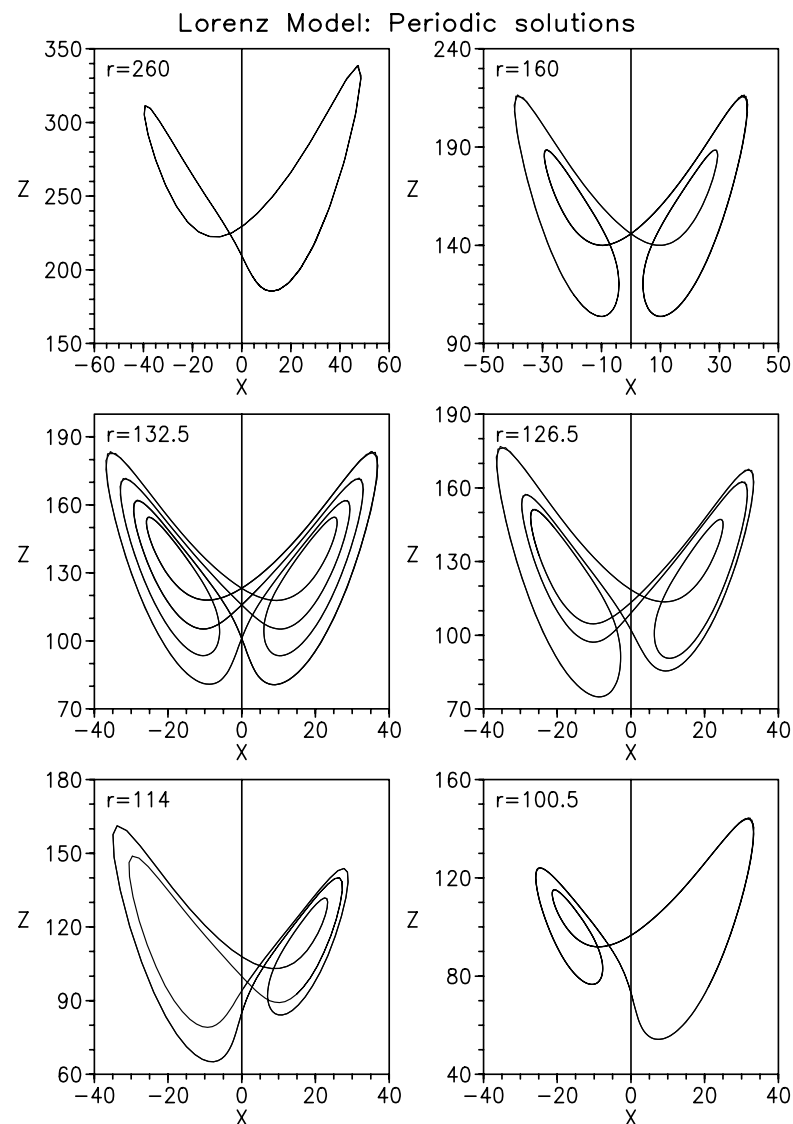 Lorenz Model: Periodic solutions
r=260
350
300
250
200
150
Z
−60 −40 −20 0 20 40 60
X
r=160
240
190
140
90
Z
−50 −30 −10 10 30 50
X
r=132.5
190
160
130
100
70
Z
−40 −20 0 20 40
X
r=126.5
190
160
130
100
70
Z
−40 −20 0 20 40
X
r=114
180
150
120
90
60
Z
−40 −20 0 20 40
X
r=100.5
160
120
80
40
Z
−40 −20 0 20 40
X